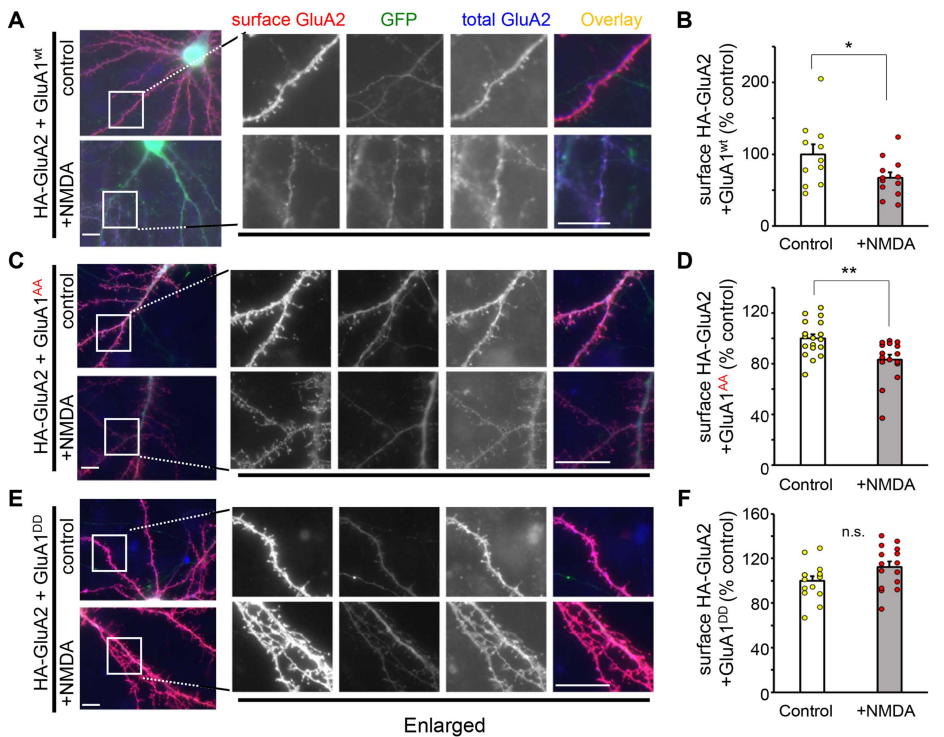 A
surface GluA2 GFP total GluA2 Overlay
HA-GluA2 + GluA1wt
control
+NMDA
B
surface HA-GluA2
+GluA1wt (% control)
200
100
0
*
Control +NMDA
C
HA-GluA2 + GluA1AA
control
+NMDA
D
surface HA-GluA2
+GluA1AA (% control)
120
80
40
0
**
Control +NMDA
E
HA-GluA2 + GluA1DD
control
+NMDA
Enlarged
F
surface HA-GluA2
+GluA1DD (% control)
160
120
80
40
0
n.s.
Control +NMDA